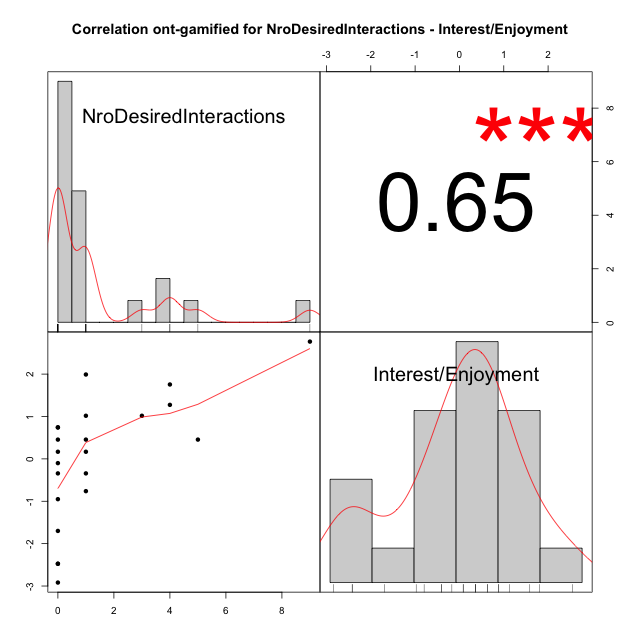 Correlation ont-gamified for NroDesiredInteractions - Interest/Enjoyment
-3 -2 -1 0 1 2
NroDesiredInteractions
***
0.65
8
6
4
2
0
Interest/Enjoyment
2
1
0
-1
-2
-3
0 2 4 6 8